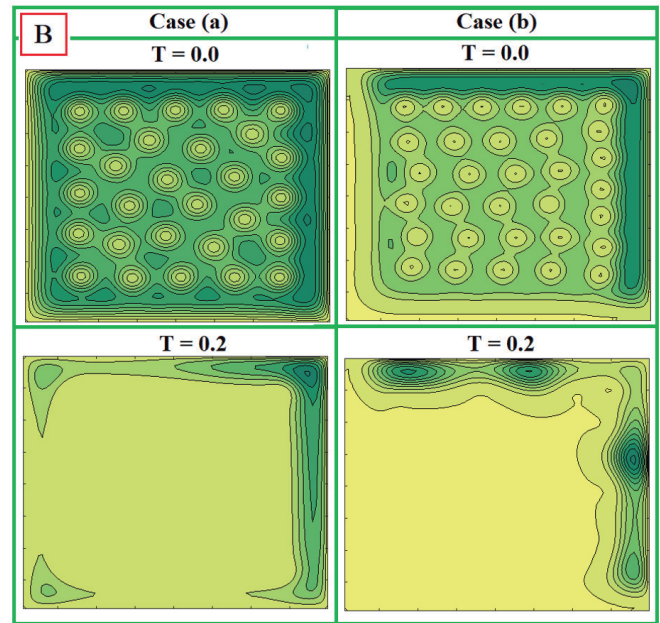 B
Case (a) Case (b)
T = 0.0 T = 0.0
T = 0.2 T = 0.2